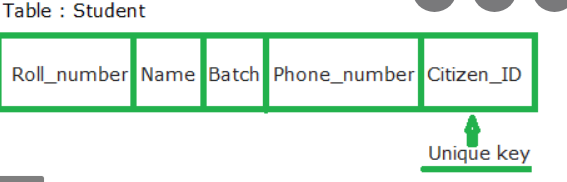 Table : Student
Roll_number Name Batch Phone_number Citizen_ID
Unique key